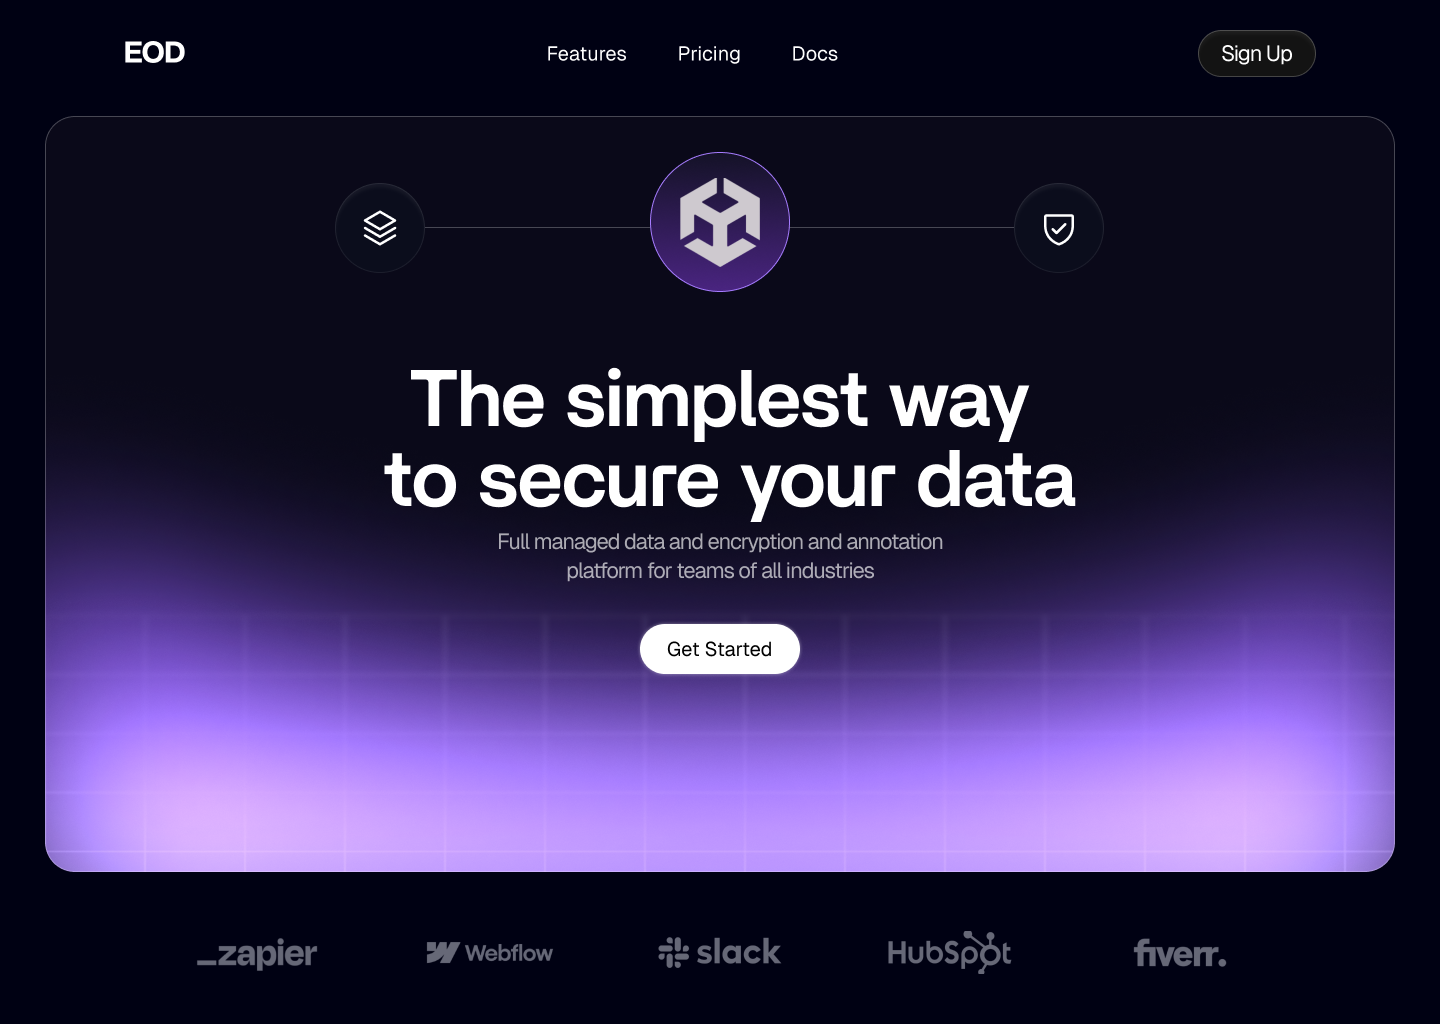 EOD
Features
Pricing
Docs
Sign Up
The simplest way
to secure your data
Full managed data and encryption and annotation
platform for teams of all industries
Get Started
_zapier
Webflow
slack
HubSpot
fiverr.